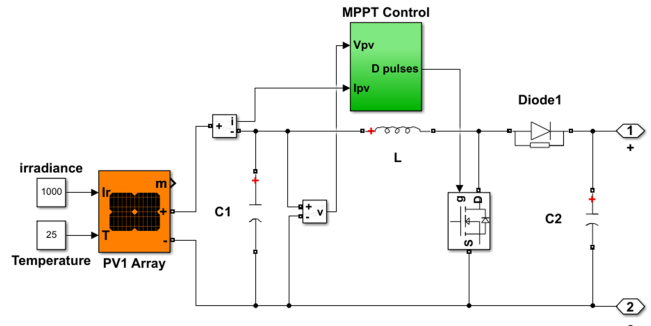 MPPT Control
Vpv
D pulses
Ipv
Diode1
+ i
-
+
L
1
+
irradiance
1000
Ir
m
+
C1
+
+
-
v
g
D
S
C2
+
25
T
-
Temperature
PV1 Array
2
-